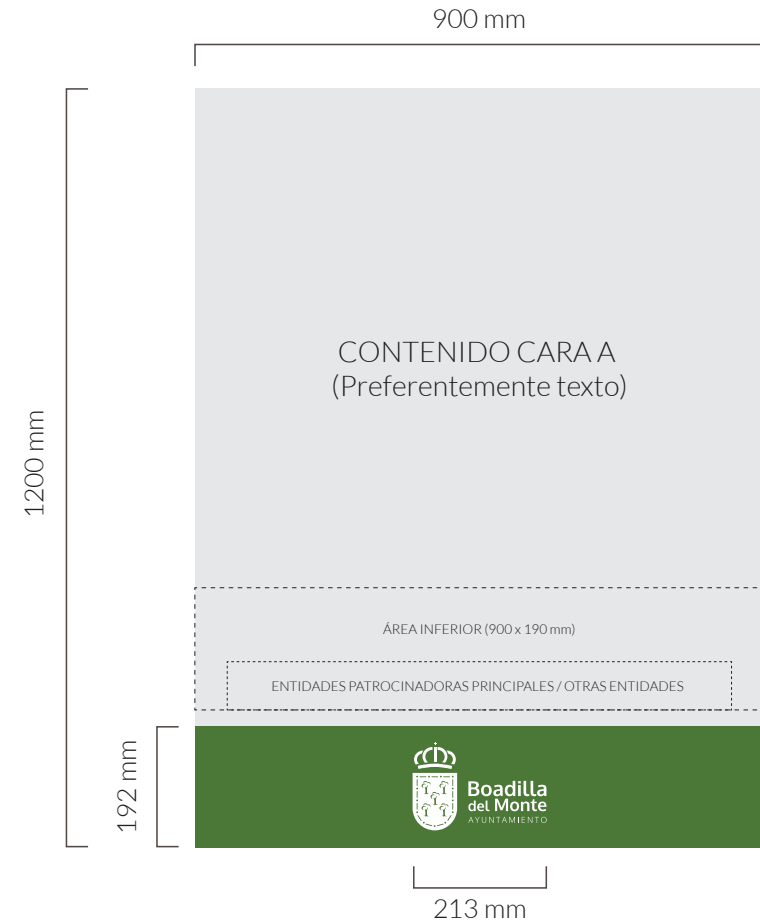 900 mm
CONTENIDO CARA A
(Preferentemente texto)
1200 mm
ÁREA INFERIOR (900 x 190 mm)
ENTIDADES PATROCINADORAS PRINCIPALES / OTRAS ENTIDADES
192 mm
Boadilla
del Monte
AYUNTAMIENTO
213 mm